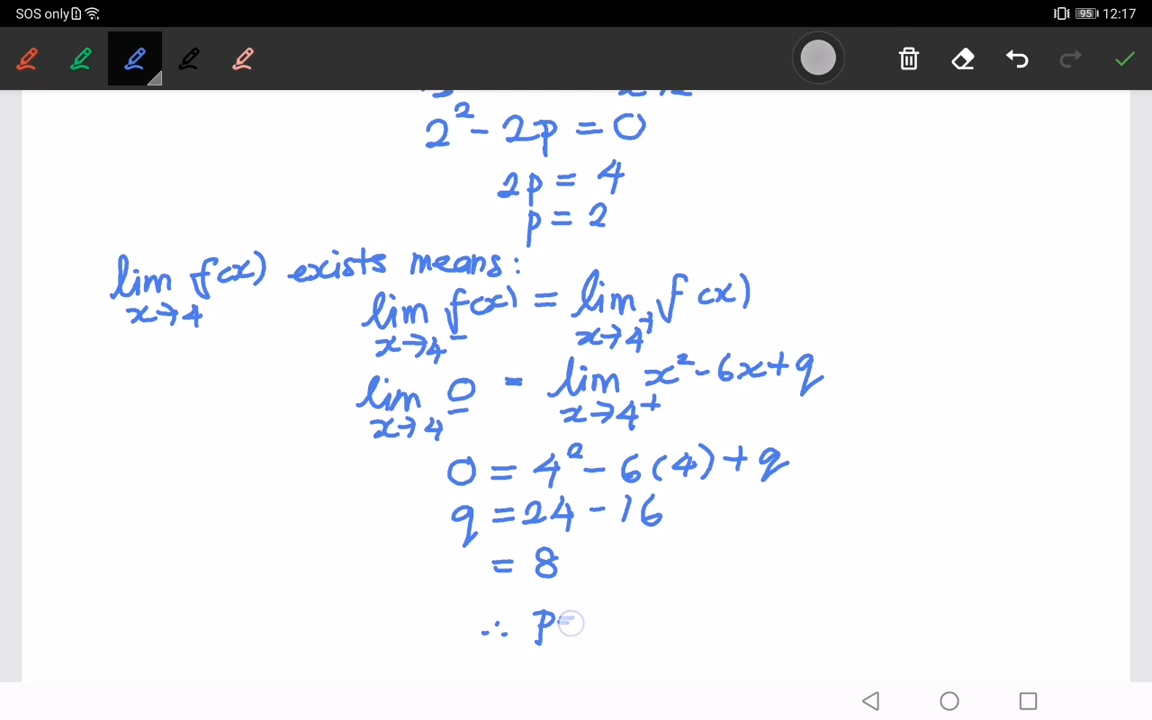 SOS only 95 12:17
2² - 2p = 0
2p = 4
p = 2
lim f(x) exists means:
x→4
lim f(x) = lim f(x)
x→4⁻ x→4⁺
lim 0 = lim x² - 6x + q
x→4⁻ x→4⁺
0 = 4² - 6(4) + q
q = 24 - 16
= 8
∴ p=